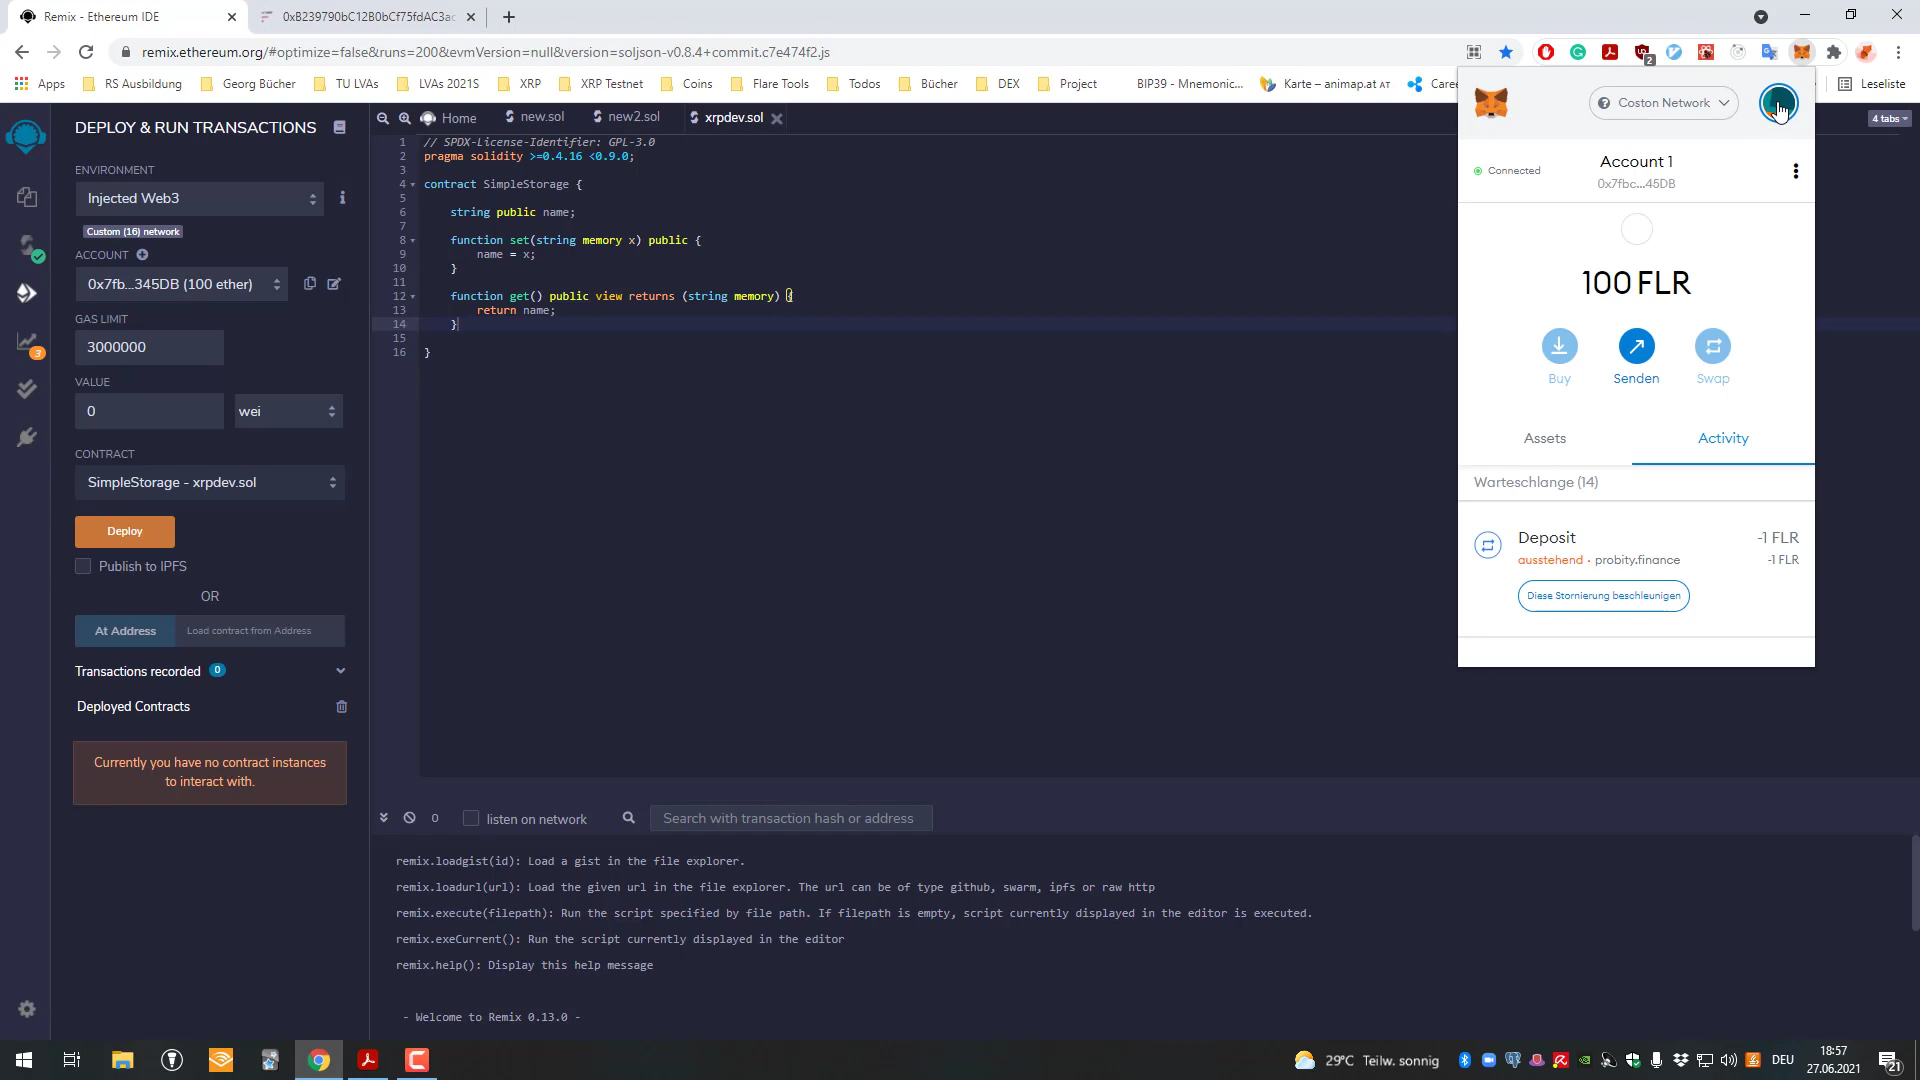 Remix - Ethereum IDE
0xB239790bC12B0bCf75fdAC3ac
remix.ethereum.org/#optimize=false&runs=200&evmVersion=null&version=soljson-v0.8.4+commit.c7e474f2.js
2
Apps
RS Ausbildung
Georg Bücher
TU LVAs
LVAs 2021S
XRP
XRP Testnet
Coins
Flare Tools
Todos
Bücher
DEX
Project
BIP39 - Mnemonic...
Karte – animap.at AT
Caree
Leseliste
DEPLOY & RUN TRANSACTIONS
ENVIRONMENT
Injected Web3
Custom (16) network
ACCOUNT
0x7fb...345DB (100 ether)
GAS LIMIT
3000000
VALUE
0
wei
CONTRACT
SimpleStorage - xrpdev.sol
Deploy
Publish to IPFS
OR
At Address
Load contract from Address
Transactions recorded 0
Deployed Contracts
Currently you have no contract instances
to interact with.
3
Home
new.sol
new2.sol
xrpdev.sol
4 tabs
1 // SPDX-License-Identifier: GPL-3.0
2 pragma solidity >=0.4.16 <0.9.0;
3
4 contract SimpleStorage {
5
6 string public name;
7
8 function set(string memory x) public {
9 name = x;
10 }
11
12 function get() public view returns (string memory) {
13 return name;
14 }
15
16 }
0
listen on network
Search with transaction hash or address
remix.loadgist(id): Load a gist in the file explorer.
remix.loadurl(url): Load the given url in the file explorer. The url can be of type github, swarm, ipfs or raw http
remix.execute(filepath): Run the script specified by file path. If filepath is empty, script currently displayed in the editor is executed.
remix.exeCurrent(): Run the script currently displayed in the editor
remix.help(): Display this help message
- Welcome to Remix 0.13.0 -
Coston Network
Connected
Account 1
0x7fbc...45DB
100 FLR
Buy
Senden
Swap
Assets
Activity
Warteschlange (14)
Deposit
-1 FLR
ausstehend · probity.finance
-1 FLR
Diese Stornierung beschleunigen
29°C Teilw. sonnig
DEU
18:57
27.06.2021
21